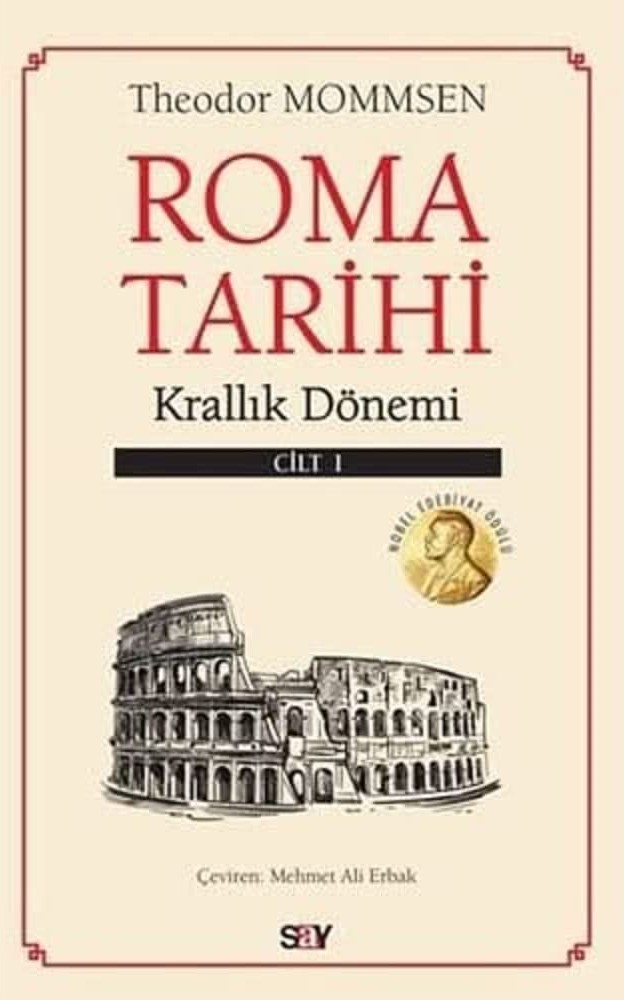 Theodor MOMMSEN
ROMA
TARİHİ
Krallık Dönemi
CİLT I
NOBEL EDEBİYAT ÖDÜLÜ
Çeviren: Mehmet Ali Erbak
say